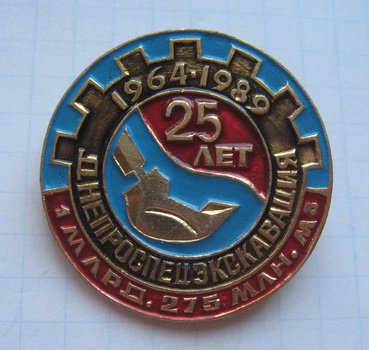 1964·1989
25
ЛЕТ
ДНЕПРОСПЕЦЭКСКАВАЦИЯ
1 МЛРД. 275 МЛН. М3